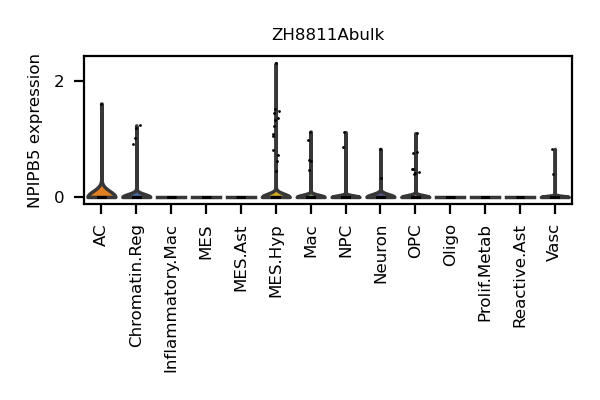 ZH8811Abulk
NPIPB5 expression
2
0
AC
Chromatin.Reg
Inflammatory.Mac
MES
MES.Ast
MES.Hyp
Mac
NPC
Neuron
OPC
Oligo
Prolif.Metab
Reactive.Ast
Vasc